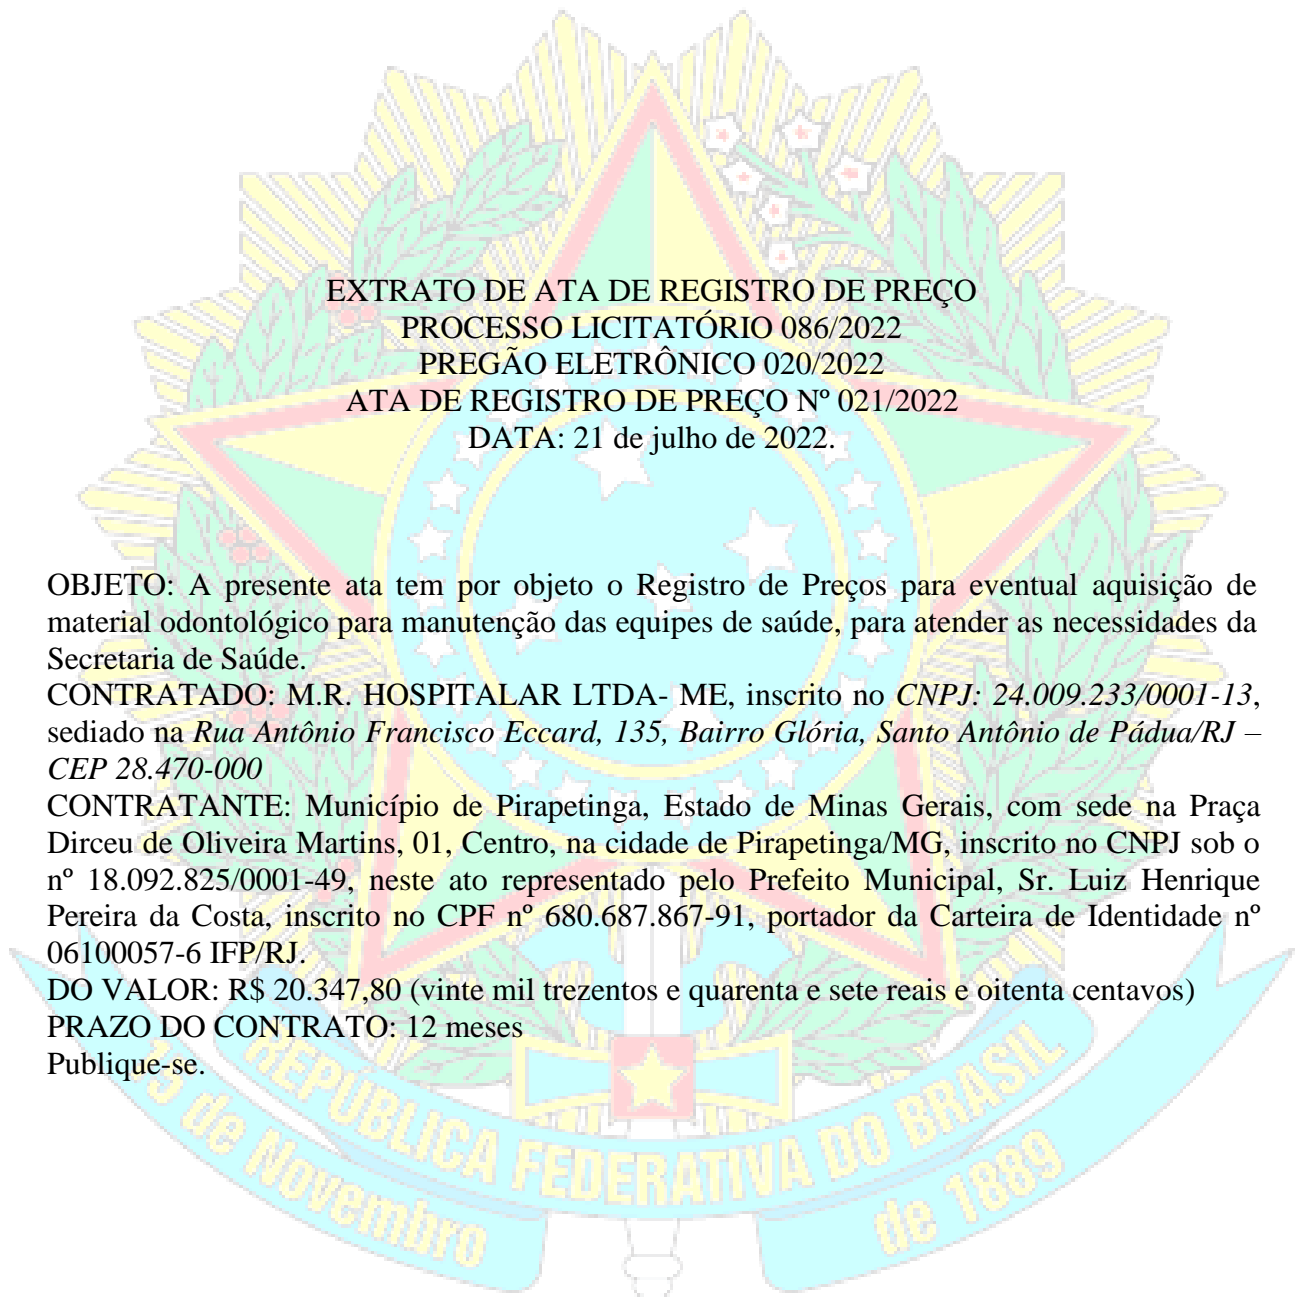 EXTRATO DE ATA DE REGISTRO DE PREÇO
PROCESSO LICITATÓRIO 086/2022
PREGÃO ELETRÔNICO 020/2022
ATA DE REGISTRO DE PREÇO Nº 021/2022
DATA: 21 de julho de 2022.
OBJETO: A presente ata tem por objeto o Registro de Preços para eventual aquisição de
material odontológico para manutenção das equipes de saúde, para atender as necessidades da
Secretaria de Saúde.
CONTRATADO: M.R. HOSPITALAR LTDA- ME, inscrito no CNPJ: 24.009.233/0001-13,
sediado na Rua Antônio Francisco Eccard, 135, Bairro Glória, Santo Antônio de Pádua/RJ –
CEP 28.470-000
CONTRATANTE: Município de Pirapetinga, Estado de Minas Gerais, com sede na Praça
Dirceu de Oliveira Martins, 01, Centro, na cidade de Pirapetinga/MG, inscrito no CNPJ sob o
nº 18.092.825/0001-49, neste ato representado pelo Prefeito Municipal, Sr. Luiz Henrique
Pereira da Costa, inscrito no CPF nº 680.687.867-91, portador da Carteira de Identidade nº
06100057-6 IFP/RJ.
DO VALOR: R$ 20.347,80 (vinte mil trezentos e quarenta e sete reais e oitenta centavos)
PRAZO DO CONTRATO: 12 meses
Publique-se.
REPÚBLICA FEDERATIVA DO BRASIL
15 de Novembro de 1889